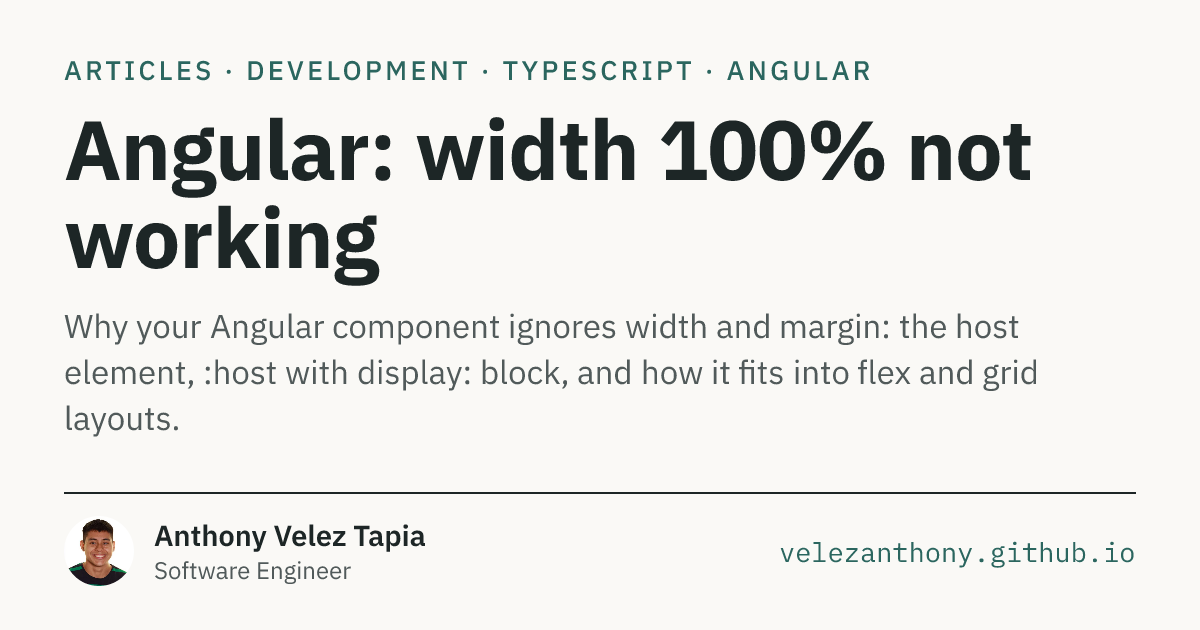 ARTICLES · DEVELOPMENT · TYPESCRIPT · ANGULAR
Angular: width 100% not
working
Why your Angular component ignores width and margin: the host
element, :host with display: block, and how it fits into flex and grid
layouts.
Anthony Velez Tapia
Software Engineer
velezanthony.github.io